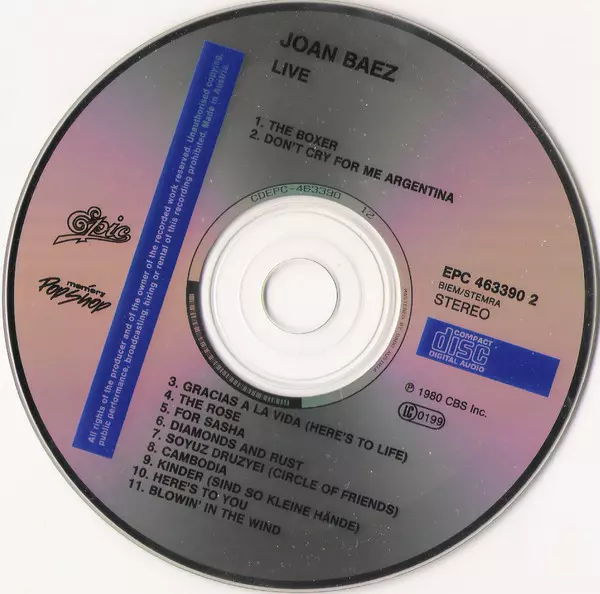 JOAN BAEZ
LIVE
1. THE BOXER
2. DON'T CRY FOR ME ARGENTINA
CDEPC-463390 12
All rights of the producer and of the owner of the recorded work reserved. Unauthorised copying,
public performance, broadcasting, hiring or rental of this recording prohibited. Made in Austria.
Epic
PopShop
EPC 463390 2
BIEM/STEMRA
STEREO
COMPACT
disc
DIGITAL AUDIO
℗ 1980 CBS Inc.
LC 0199
3. GRACIAS A LA VIDA (HERE'S TO LIFE)
4. THE ROSE
5. FOR SASHA
6. DIAMONDS AND RUST
7. SOYUZ DRUZYEI (CIRCLE OF FRIENDS)
8. CAMBODIA
9. KINDER (SIND SO KLEINE HÄNDE)
10. HERE'S TO YOU
11. BLOWIN' IN THE WIND